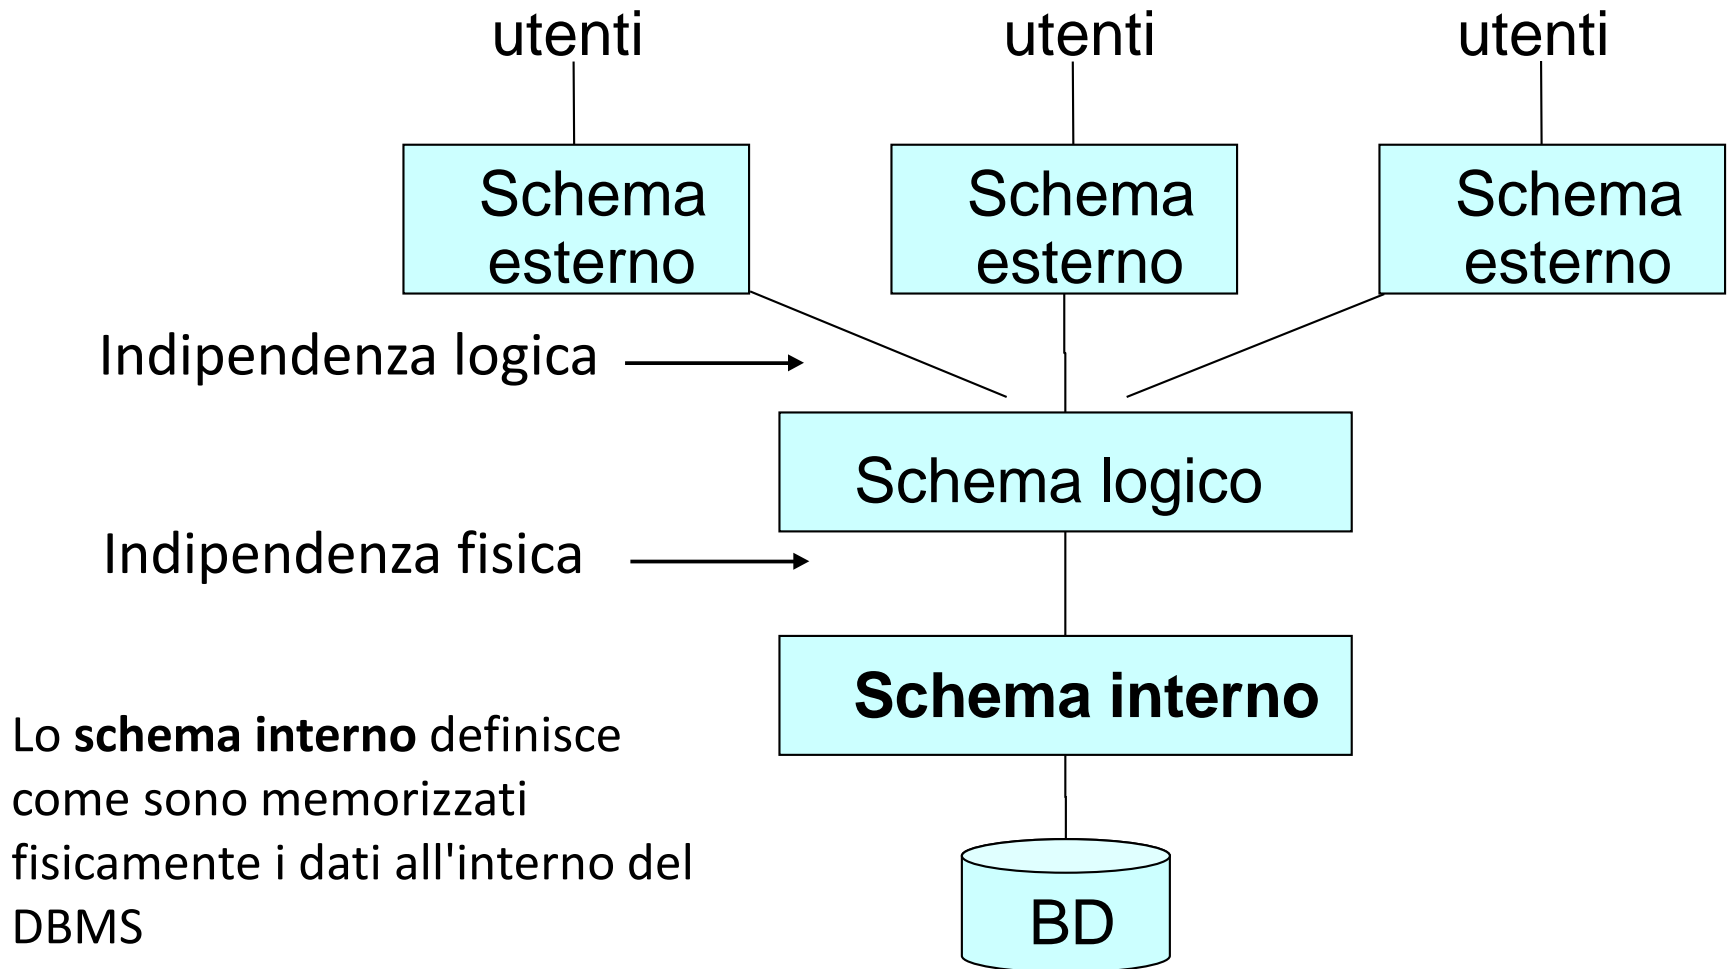 utenti utenti utenti
Schema Schema Schema
esterno esterno esterno
Indipendenza logica
Schema logico
Indipendenza fisica
Schema interno
Lo schema interno definisce
come sono memorizzati
fisicamente i dati all'interno del
DBMS
BD